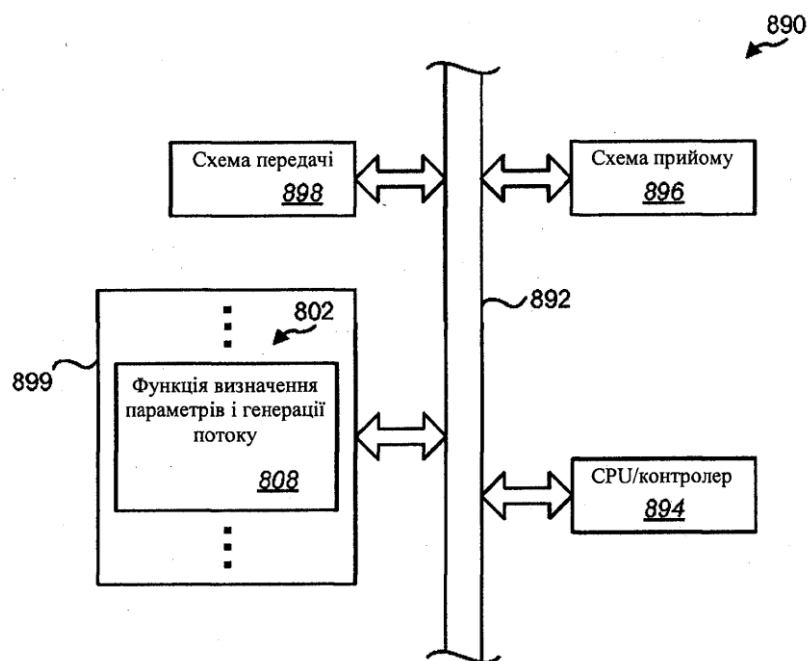 890
Схема передачі
898
Схема прийому
896
892
802
899
Функція визначення
параметрів і генерації
потоку
808
CPU/контролер
894